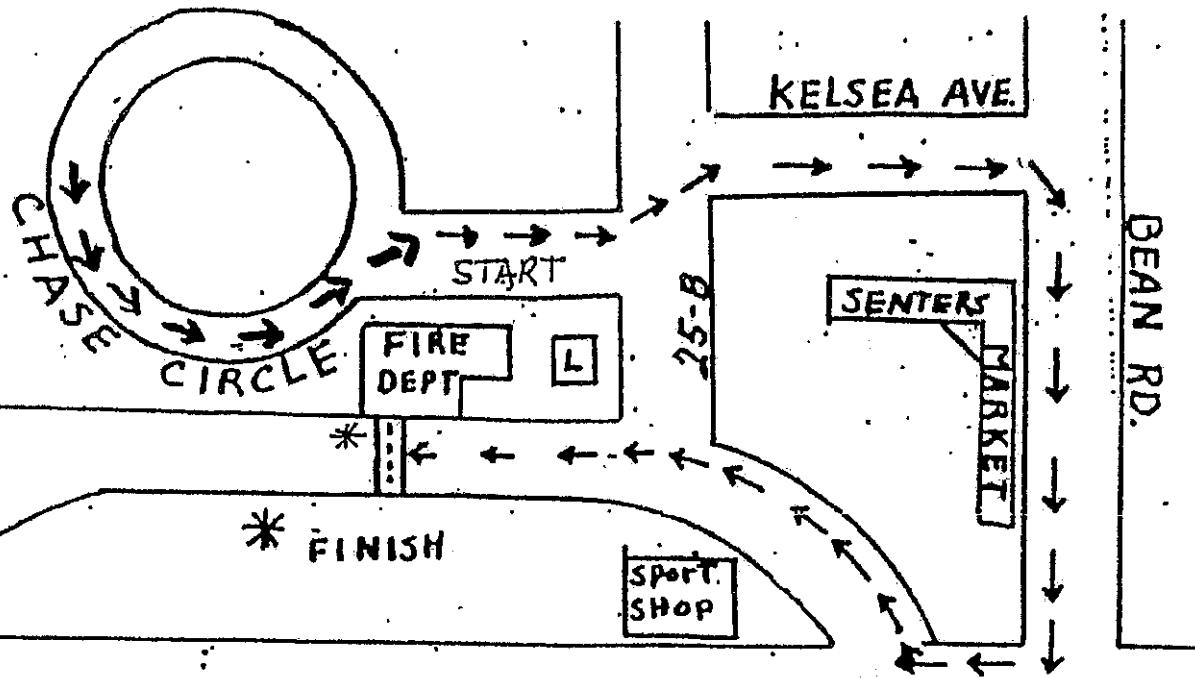 KELSEA AVE.
CHASE
CIRCLE
START
25-B
SENTERS
MARKET
BEAN RD.
FIRE
DEPT
L
FINISH
SPORT.
SHOP